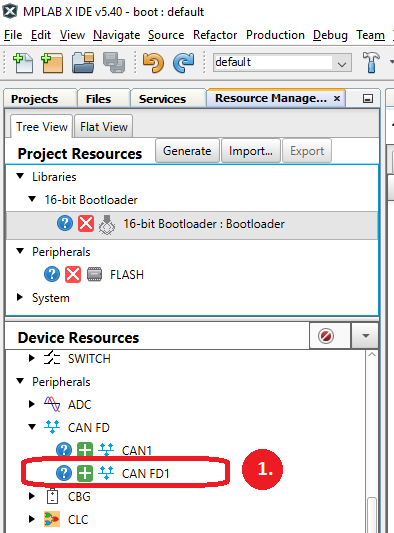 MPLAB X IDE v5.40 - boot : default
File Edit View Navigate Source Refactor Production Debug Team
default
Projects Files Services Resource Manage... ×
Tree View Flat View
Project Resources Generate Import... Export
Libraries
16-bit Bootloader
16-bit Bootloader : Bootloader
Peripherals
FLASH
System
Device Resources
SWITCH
Peripherals
ADC
CAN FD
CAN1
CAN FD1
1.
CBG
CLC